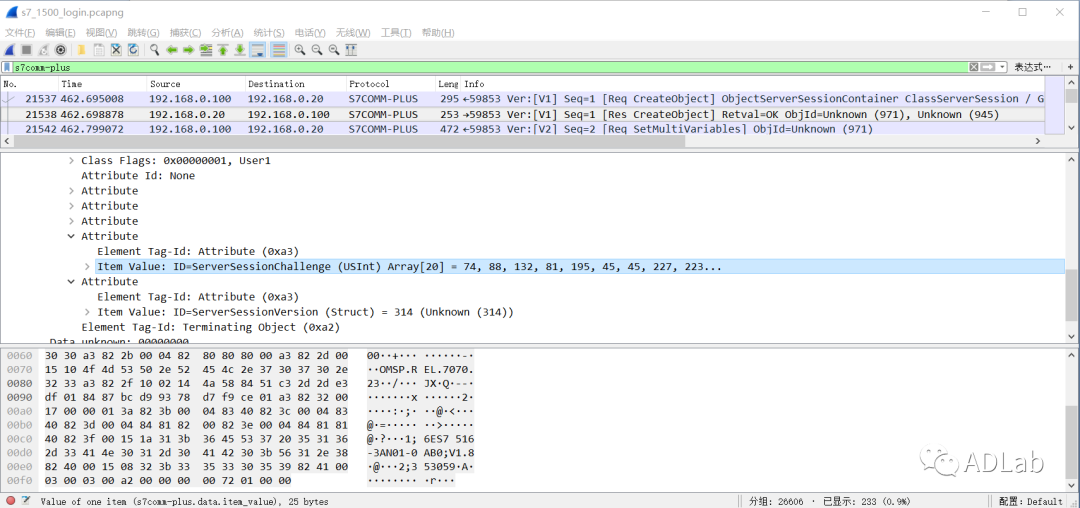 s7_1500_login.pcapng
文件(F) 编辑(E) 视图(V) 跳转(G) 捕获(C) 分析(A) 统计(S) 电话(Y) 无线(W) 工具(T) 帮助(H)
s7comm-plus 表达式… +
No. Time Source Destination Protocol Leng Info
21537 462.695008 192.168.0.100 192.168.0.20 S7COMM-PLUS 295 ←59853 Ver:[V1] Seq=1 [Req CreateObject] ObjectServerSessionContainer ClassServerSession / G
21538 462.698878 192.168.0.20 192.168.0.100 S7COMM-PLUS 253 →59853 Ver:[V1] Seq=1 [Res CreateObject] Retval=OK ObjId=Unknown (971), Unknown (945)
21542 462.799072 192.168.0.100 192.168.0.20 S7COMM-PLUS 472 ←59853 Ver:[V2] Seq=2 [Req SetMultiVariables] ObjId=Unknown (971)
Class Flags: 0x00000001, User1
Attribute Id: None
Attribute
Attribute
Attribute
Attribute
Element Tag-Id: Attribute (0xa3)
Item Value: ID=ServerSessionChallenge (USInt) Array[20] = 74, 88, 132, 81, 195, 45, 45, 227, 223...
Attribute
Element Tag-Id: Attribute (0xa3)
Item Value: ID=ServerSessionVersion (Struct) = 314 (Unknown (314))
Element Tag-Id: Terminating Object (0xa2)
Data unknown: 00000000
0060 30 30 a3 82 2b 00 04 82 80 80 80 00 a3 82 2d 00 00··+··· ······-·
0070 15 10 4f 4d 53 50 2e 52 45 4c 2e 37 30 37 30 2e ··OMSP.R EL.7070.
0080 32 33 a3 82 2f 10 02 14 4a 58 84 51 c3 2d 2d e3 23··/··· JX·Q·--·
0090 df 01 84 87 bc d9 93 78 d7 f9 ce 01 a3 82 32 00 ·······x ······2·
00a0 17 00 00 01 3a 82 3b 00 04 83 40 82 3c 00 04 83 ····:·;· ··@·<···
00b0 40 82 3d 00 04 84 81 82 00 82 3e 00 04 84 81 81 @·=····· ··>·····
00c0 40 82 3f 00 15 1a 31 3b 36 45 53 37 20 35 31 36 @·?···1; 6ES7 516
00d0 2d 33 41 4e 30 31 2d 30 41 42 30 3b 56 31 2e 38 -3AN01-0 AB0;V1.8
00e0 82 40 00 15 08 32 3b 33 35 33 30 35 39 82 41 00 ·@···2;3 53059·A·
00f0 03 00 03 00 a2 00 00 00 00 72 01 00 00 ········ ·r···
ADLab
Value of one item (s7comm-plus.data.item_value), 25 bytes 分组: 26606 · 已显示: 233 (0.9%) 配置: Default